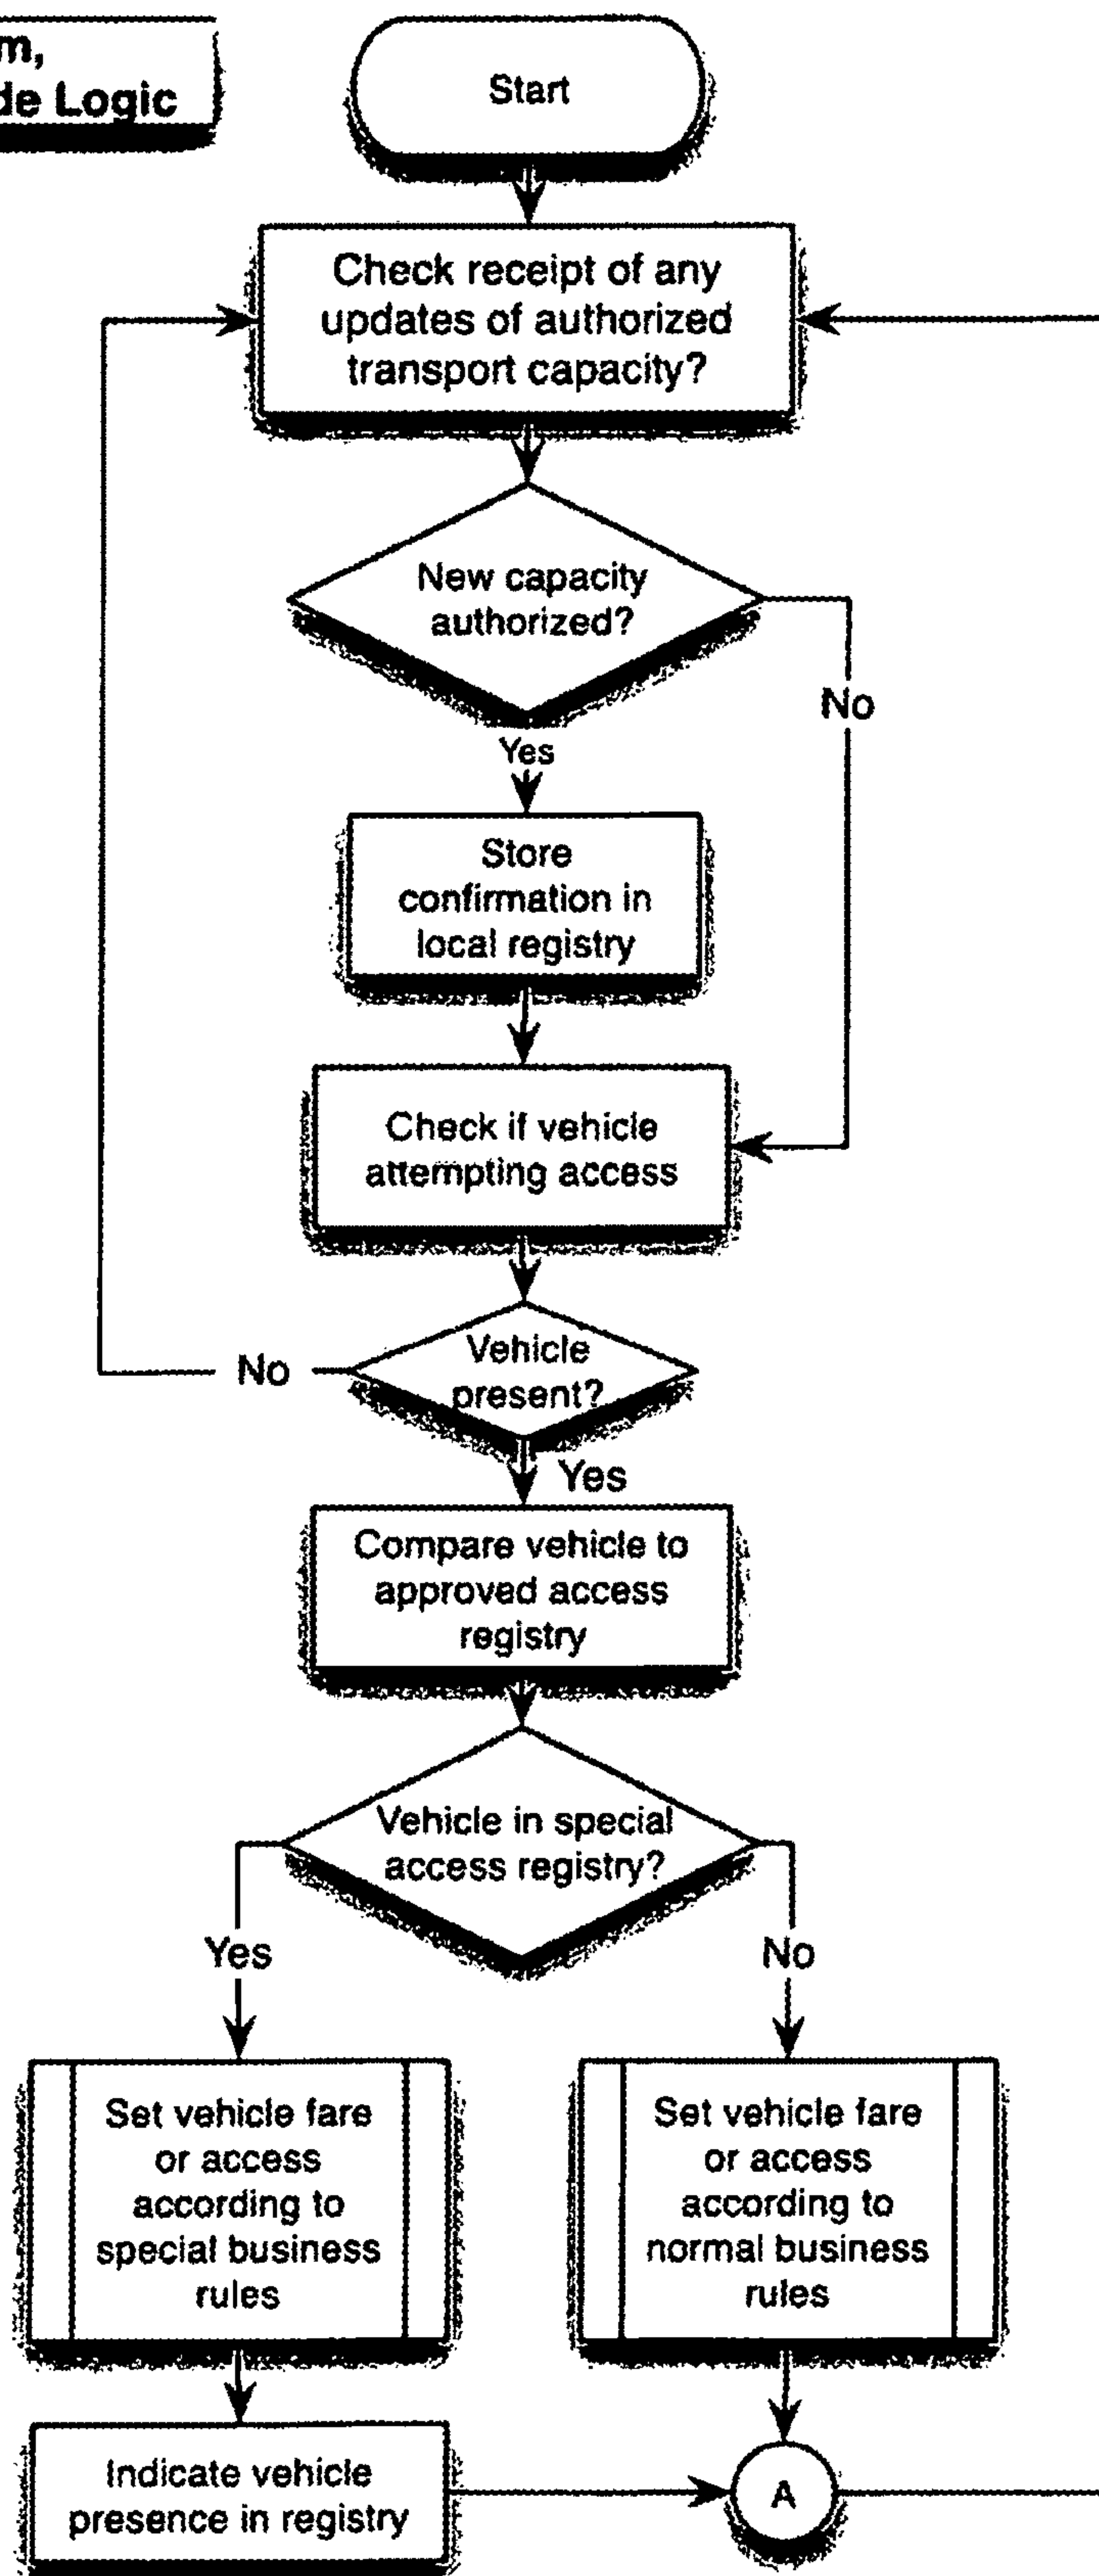 m,
de Logic
Start
Check receipt of any
updates of authorized
transport capacity?
New capacity
authorized?
No
Yes
Store
confirmation in
local registry
Check if vehicle
attempting access
Vehicle
present?
No
Yes
Compare vehicle to
approved access
registry
Vehicle in special
access registry?
Yes
No
Set vehicle fare
or access
according to
special business
rules
Set vehicle fare
or access
according to
normal business
rules
Indicate vehicle
presence in registry
A